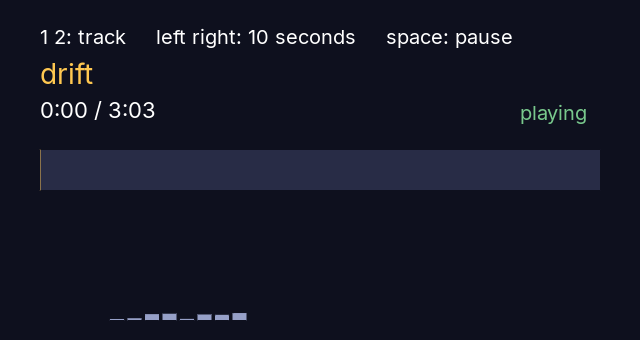 1 2: track left right: 10 seconds space: pause
drift
0:00 / 3:03
playing